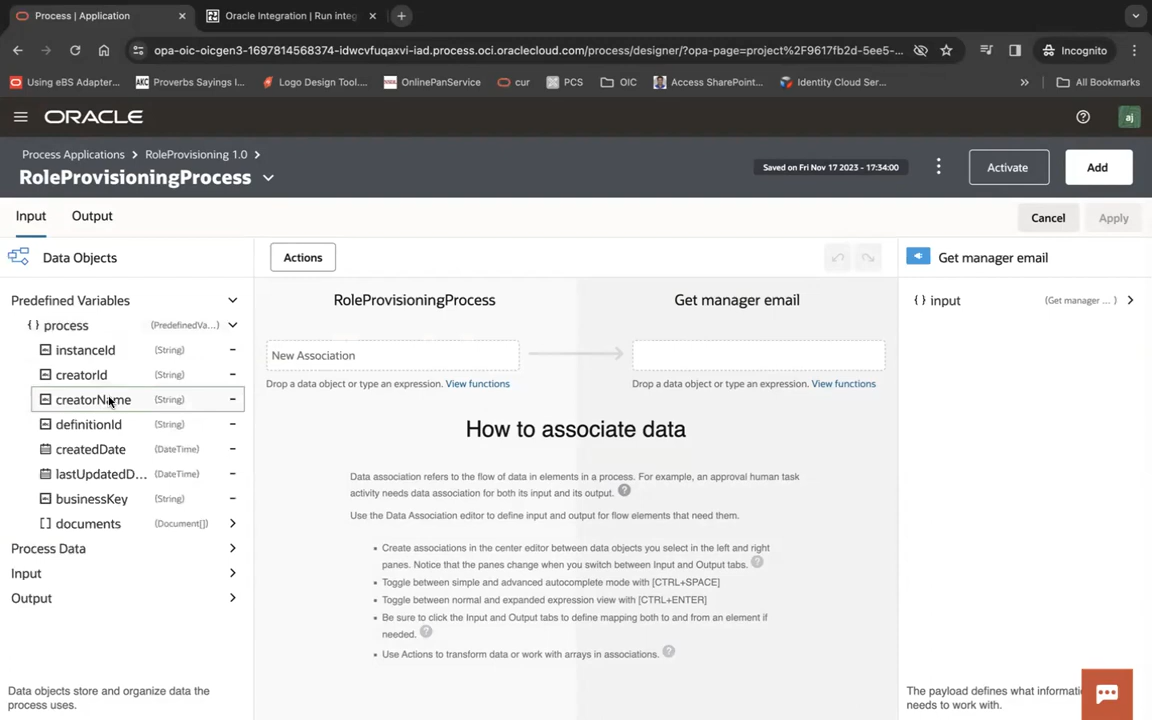 Process | Application
Oracle Integration | Run integ
opa-oic-oicgen3-1697814568374-idwcvfuqaxvi-iad.process.oci.oraclecloud.com/process/designer/?opa-page=project%2F9617fb2d-5ee5-...
Incognito
Using eBS Adapter...
Proverbs Sayings I...
Logo Design Tool....
OnlinePanService
cur
PCS
OIC
Access SharePoint...
Identity Cloud Ser...
All Bookmarks
ORACLE
aj
Process Applications
RoleProvisioning 1.0
RoleProvisioningProcess
Saved on Fri Nov 17 2023 - 17:34:00
Activate
Add
Input
Output
Cancel
Apply
Data Objects
Actions
Get manager email
Predefined Variables
process (PredefinedVa...)
instanceId (String)
creatorId (String)
creatorName (String)
definitionId (String)
createdDate (DateTime)
lastUpdatedD... (DateTime)
businessKey (String)
documents (Document[])
Process Data
Input
Output
Data objects store and organize data the
process uses.
RoleProvisioningProcess
Get manager email
New Association
Drop a data object or type an expression. View functions
Drop a data object or type an expression. View functions
How to associate data
Data association refers to the flow of data in elements in a process. For example, an approval human task
activity needs data association for both its input and its output.
Use the Data Association editor to define input and output for flow elements that need them.
• Create associations in the center editor between data objects you select in the left and right
panes. Notice that the panes change when you switch between Input and Output tabs.
• Toggle between simple and advanced autocomplete mode with [CTRL+SPACE]
• Toggle between normal and expanded expression view with [CTRL+ENTER]
• Be sure to click the Input and Output tabs to define mapping both to and from an element if
needed.
• Use Actions to transform data or work with arrays in associations.
{ } input (Get manager ... )
The payload defines what informati
needs to work with.